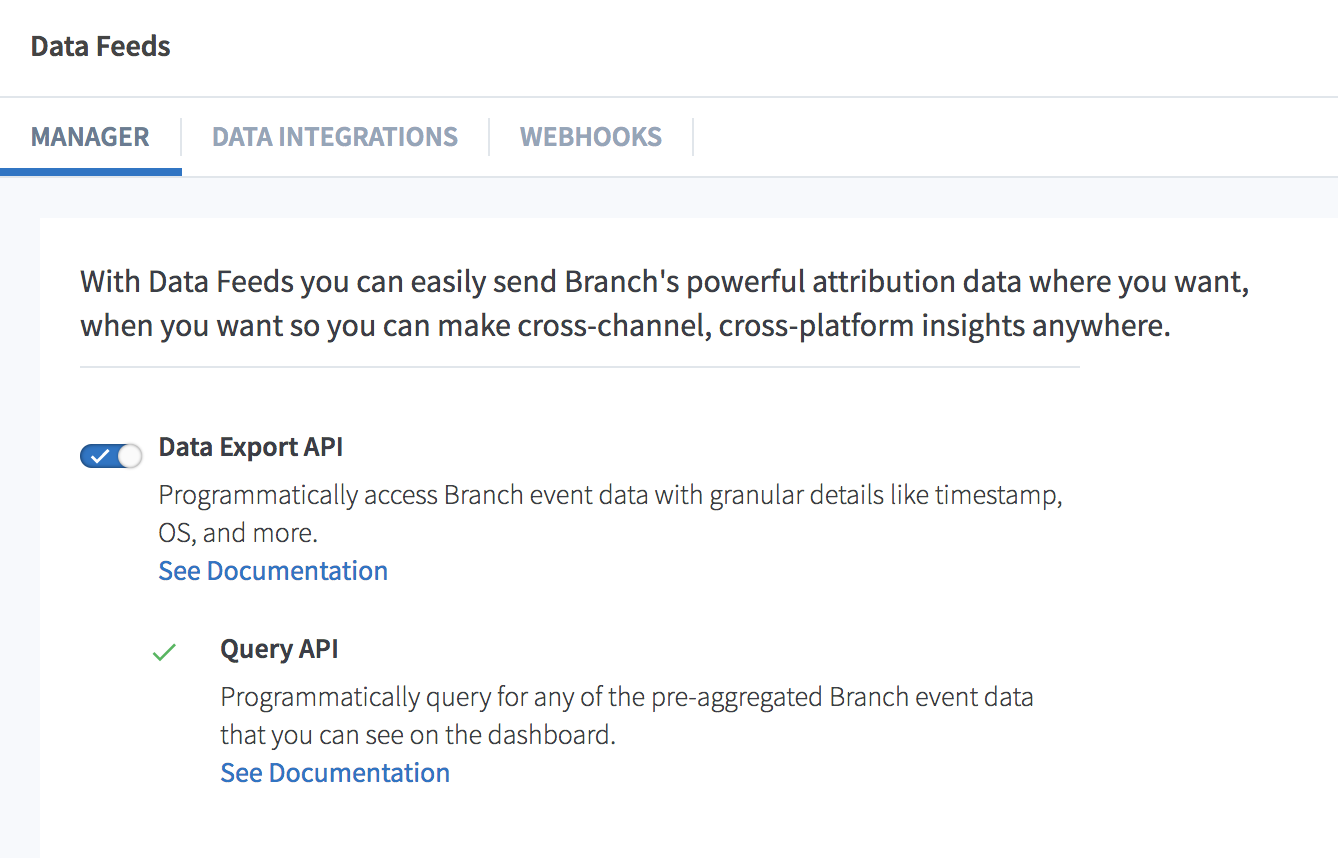 Data Feeds
MANAGER
DATA INTEGRATIONS
WEBHOOKS
With Data Feeds you can easily send Branch's powerful attribution data where you want,
when you want so you can make cross-channel, cross-platform insights anywhere.
Data Export API
Programmatically access Branch event data with granular details like timestamp,
OS, and more.
See Documentation
Query API
Programmatically query for any of the pre-aggregated Branch event data
that you can see on the dashboard.
See Documentation